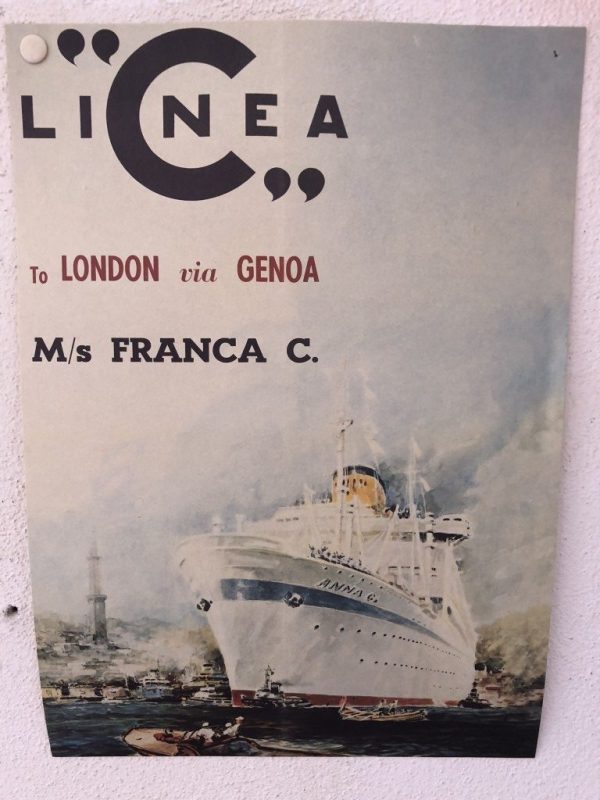 “C”
LINEA
To LONDON via GENOA
M/s FRANCA C.
ANNA C.